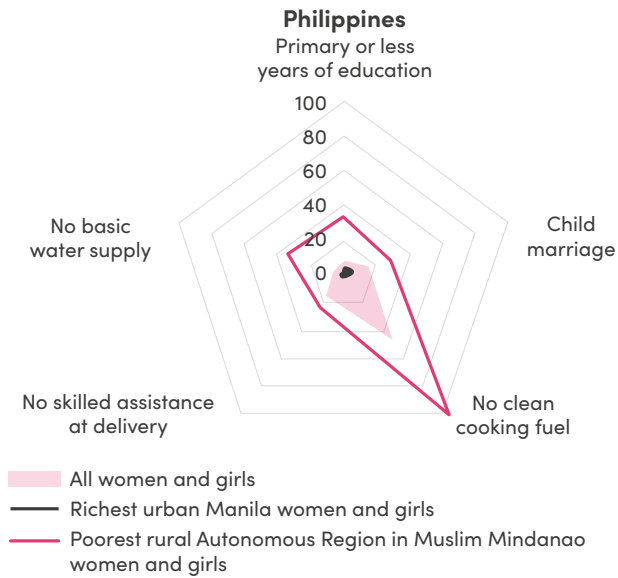 Philippines
Primary or less
years of education
100
80
60
40
20
0
No basic
water supply
Child
marriage
No skilled assistance
at delivery
No clean
cooking fuel
All women and girls
Richest urban Manila women and girls
Poorest rural Autonomous Region in Muslim Mindanao
women and girls